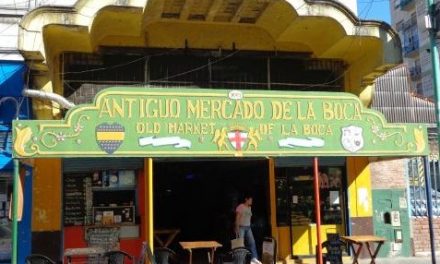 ANTIGUO MERCADO DE LA BOCA
OLD MARKET OF LA BOCA